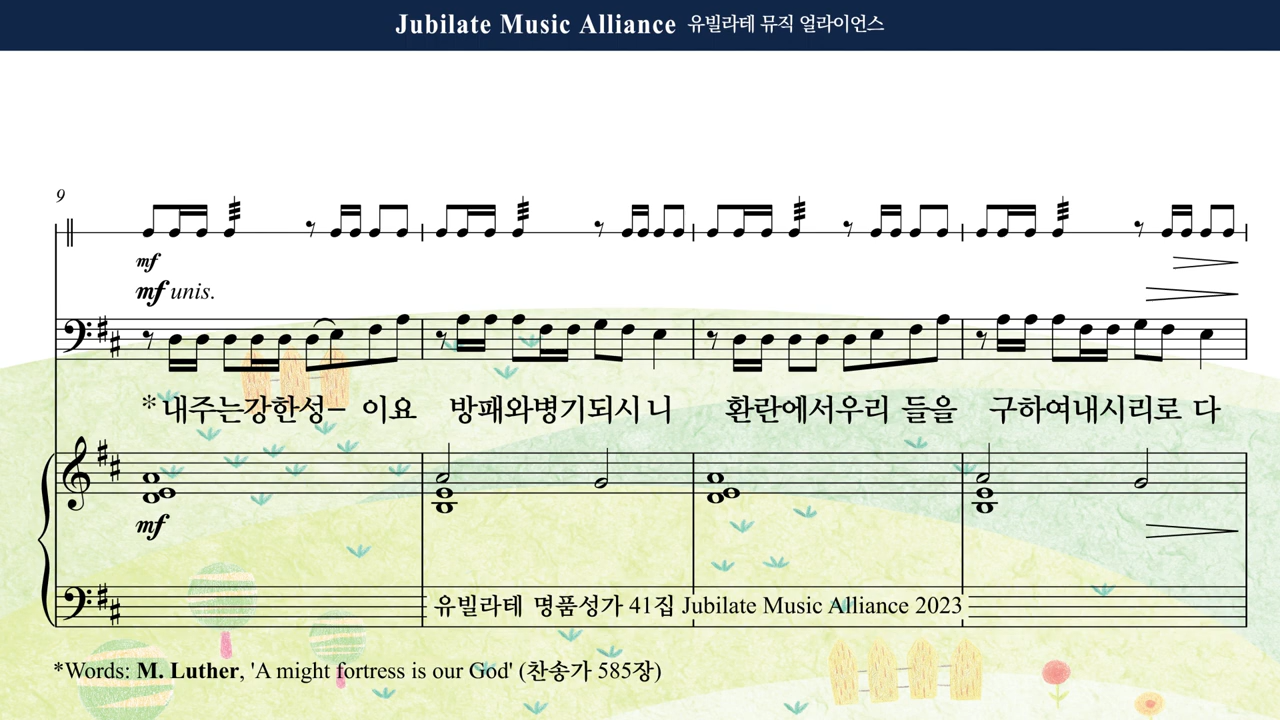 Jubilate Music Alliance 유빌라테 뮤직 얼라이언스
9
mf
mf unis.
*내주는강한성– 이요 방패와병기되시니 환란에서우리 들을 구하여내시리로 다
mf
유빌라테 명품성가 41집 Jubilate Music Alliance 2023
*Words: M. Luther, 'A might fortress is our God' (찬송가 585장)